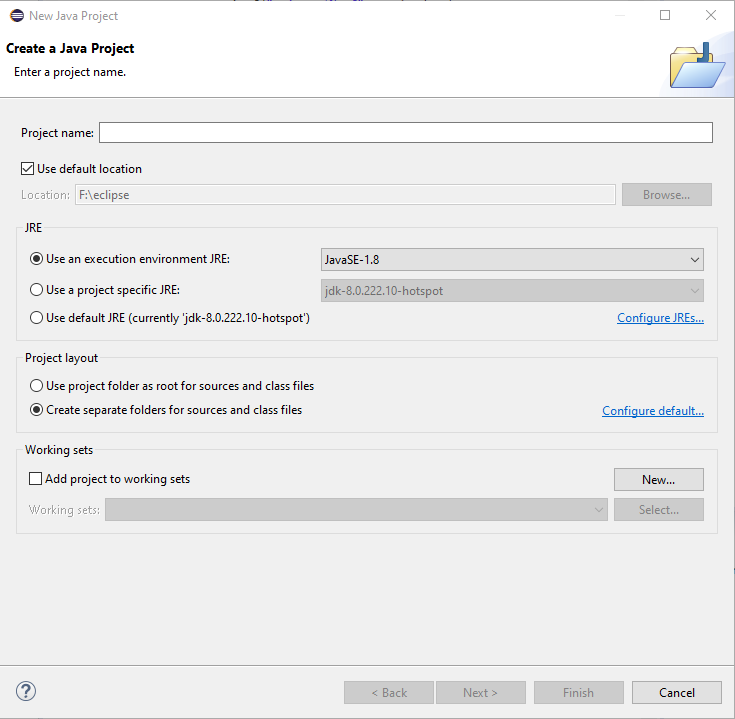 New Java Project
Create a Java Project
Enter a project name.
Project name:
Use default location
Location: F:\eclipse Browse...
JRE
Use an execution environment JRE: JavaSE-1.8
Use a project specific JRE: jdk-8.0.222.10-hotspot
Use default JRE (currently 'jdk-8.0.222.10-hotspot') Configure JREs...
Project layout
Use project folder as root for sources and class files
Create separate folders for sources and class files Configure default...
Working sets
Add project to working sets New...
Working sets: Select...
? < Back Next > Finish Cancel